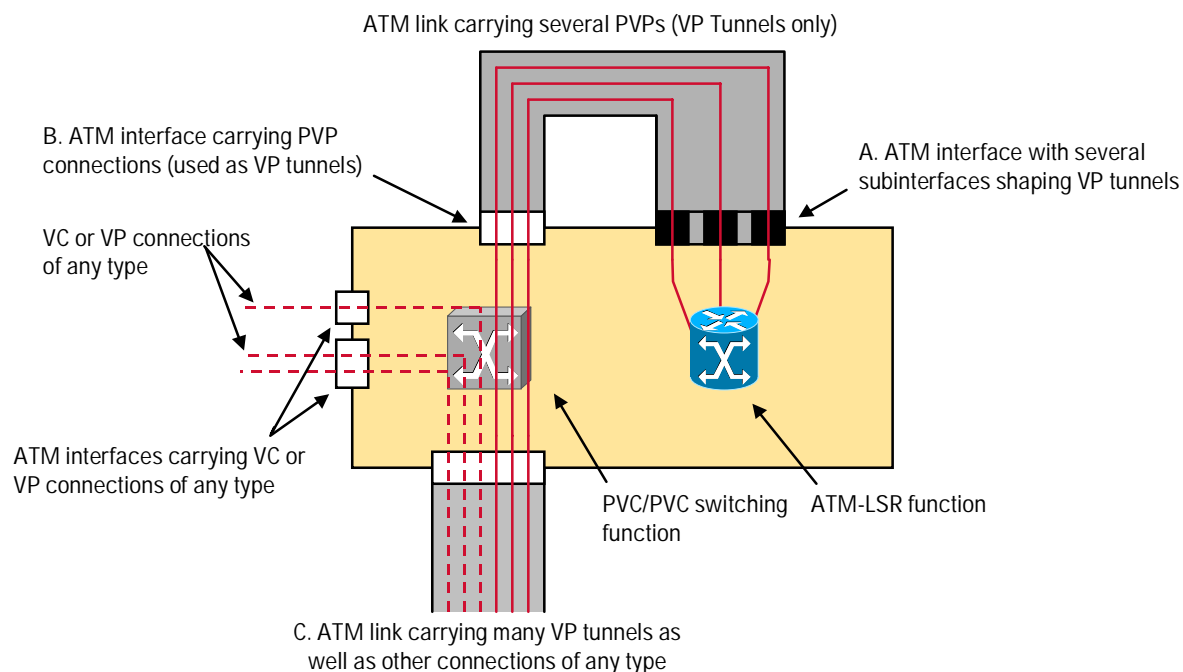 ATM link carrying several PVPs (VP Tunnels only)
B. ATM interface carrying PVP
connections (used as VP tunnels)
A. ATM interface with several
subinterfaces shaping VP tunnels
VC or VP connections
of any type
ATM interfaces carrying VC or
VP connections of any type
PVC/PVC switching
function
ATM-LSR function
C. ATM link carrying many VP tunnels as
well as other connections of any type